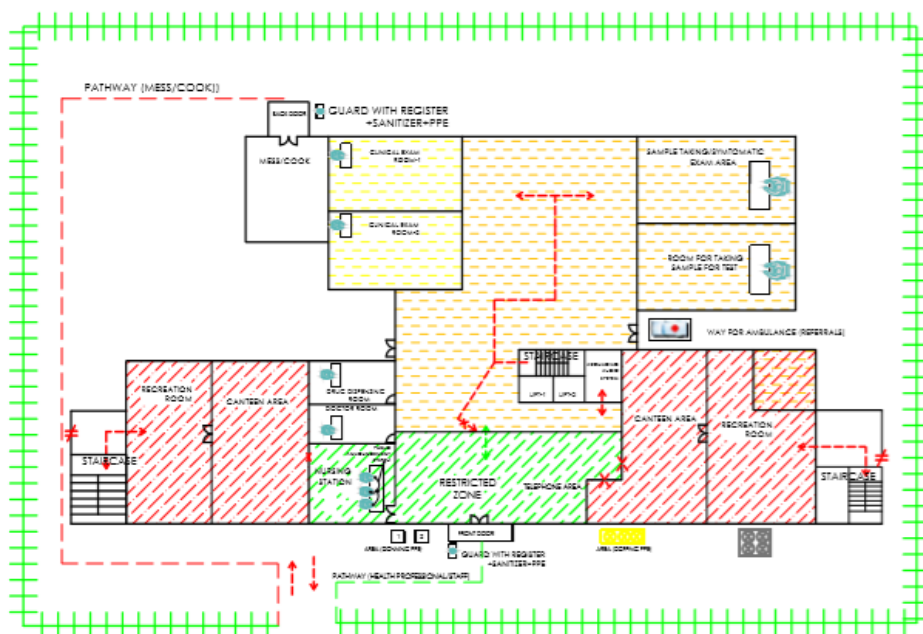 PATHWAY (MESS/COOK))
BACK DOOR
GUARD WITH REGISTER
+SANITIZER+PPE
MESS/COOK
CLINICAL EXAM
ROOM-1
SAMPLE TAKING/SYMTOMATIC
EXAM AREA
CLINICAL EXAM
ROOM-2
ROOM FOR TAKING
SAMPLE FOR TEST
WAY FOR AMBULANCE (REFERRALS)
STAIRCASE
LIFT-1
LIFT-2
RECREATION
ROOM
CANTEEN AREA
DRUG DISPENSING
ROOM
DOCTOR ROOM
CANTEEN AREA
RECREATION
ROOM
STAIRCASE
NURSING
STATION
RESTRICTED
ZONE
TELEPHONE AREA
STAIRCASE
FRONT DOOR
1
2
AREA (DONNING PPE)
GUARD WITH REGISTER
+SANITIZER+PPE
AREA (DOFFING PPE)
PATHWAY (HEALTH PROFESSIONAL/STAFF)